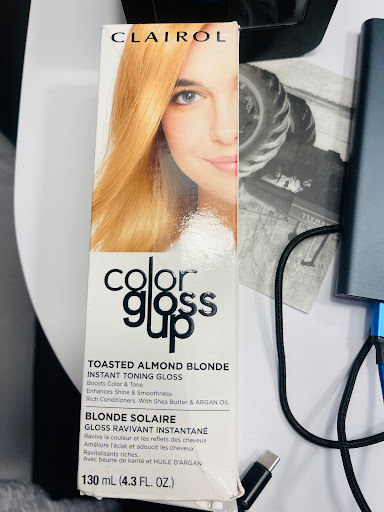 CLAIROL
color
gloss
up
TOASTED ALMOND BLONDE
INSTANT TONING GLOSS
Boosts Color & Tone
Enhances Shine & Smoothness
Rich Conditioners. With Shea Butter & ARGAN OIL
BLONDE SOLAIRE
GLOSS RAVIVANT INSTANTANÉ
Ravive la couleur et les reflets des cheveux
Améliore l'éclat et adoucit les cheveux
Revitalisants riches.
Avec beurre de karité et HUILE D'ARGAN
130 mL (4.3 FL. OZ.)